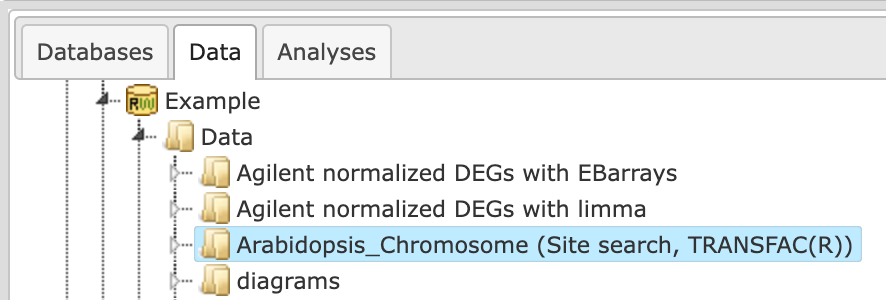 Databases Data Analyses
RW Example
Data
Agilent normalized DEGs with EBarrays
Agilent normalized DEGs with limma
Arabidopsis_Chromosome (Site search, TRANSFAC(R))
diagrams